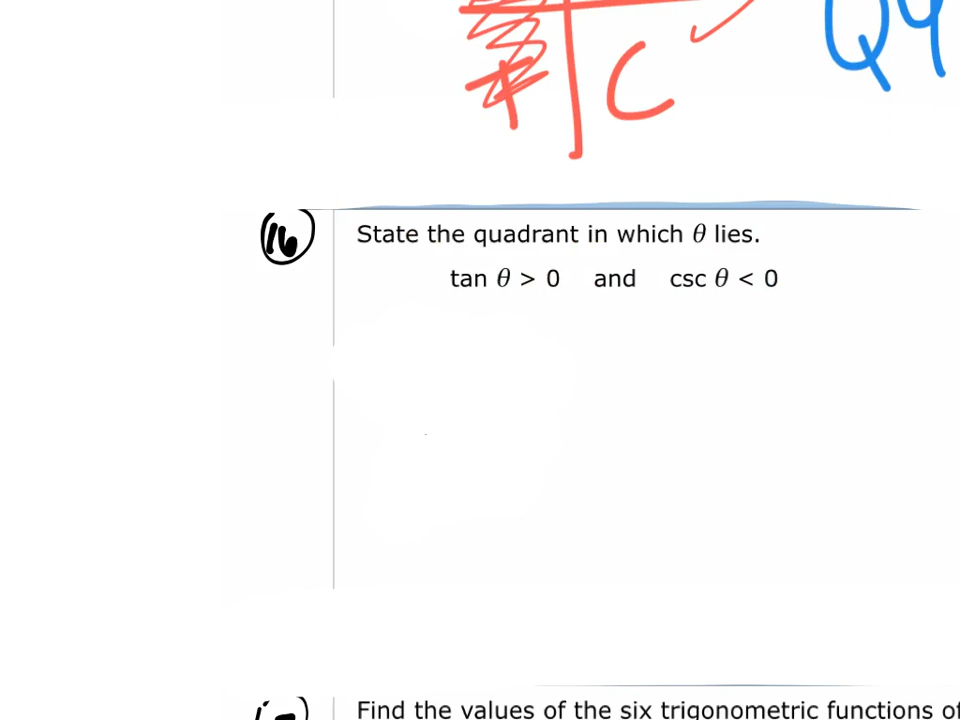 T C Q4
(16) State the quadrant in which θ lies.
tan θ > 0 and csc θ < 0
Find the values of the six trigonometric functions of